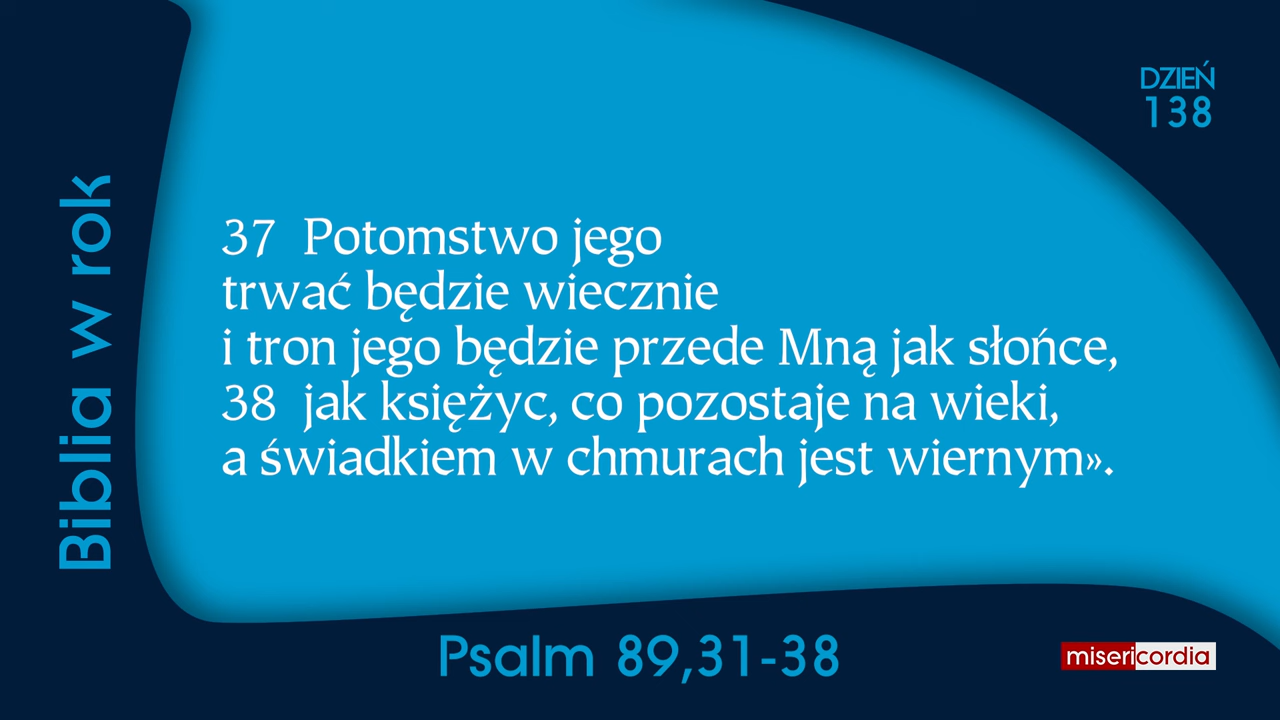 DZIEŃ
138
Biblia w rok
37 Potomstwo jego
trwać będzie wiecznie
i tron jego będzie przede Mną jak słońce,
38 jak księżyc, co pozostaje na wieki,
a świadkiem w chmurach jest wiernym».
Psalm 89,31-38
misericordia